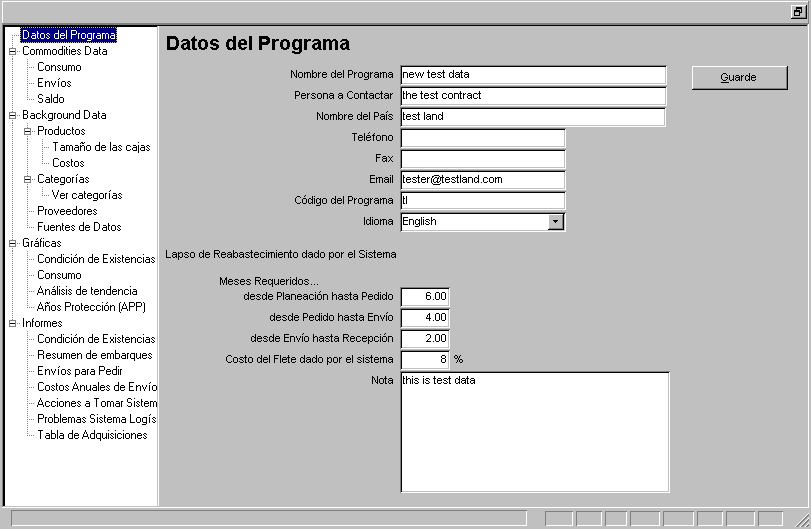 Datos del Programa
Commodities Data
Consumo
Envíos
Saldo
Background Data
Productos
Tamaño de las cajas
Costos
Categorías
Ver categorías
Proveedores
Fuentes de Datos
Gráficas
Condición de Existencias
Consumo
Análisis de tendencia
Años Protección (APP)
Informes
Condición de Existencias
Resumen de embarques
Envíos para Pedir
Costos Anuales de Envío
Acciones a Tomar Sistem
Problemas Sistema Logís
Tabla de Adquisiciones
Datos del Programa
Nombre del Programa new test data
Guarde
Persona a Contactar the test contract
Nombre del País test land
Teléfono
Fax
Email tester@testland.com
Código del Programa tl
Idioma English
Lapso de Reabastecimiento dado por el Sistema
Meses Requeridos...
desde Planeación hasta Pedido 6.00
desde Pedido hasta Envío 4.00
desde Envío hasta Recepción 2.00
Costo del Flete dado por el sistema 8 %
Nota this is test data